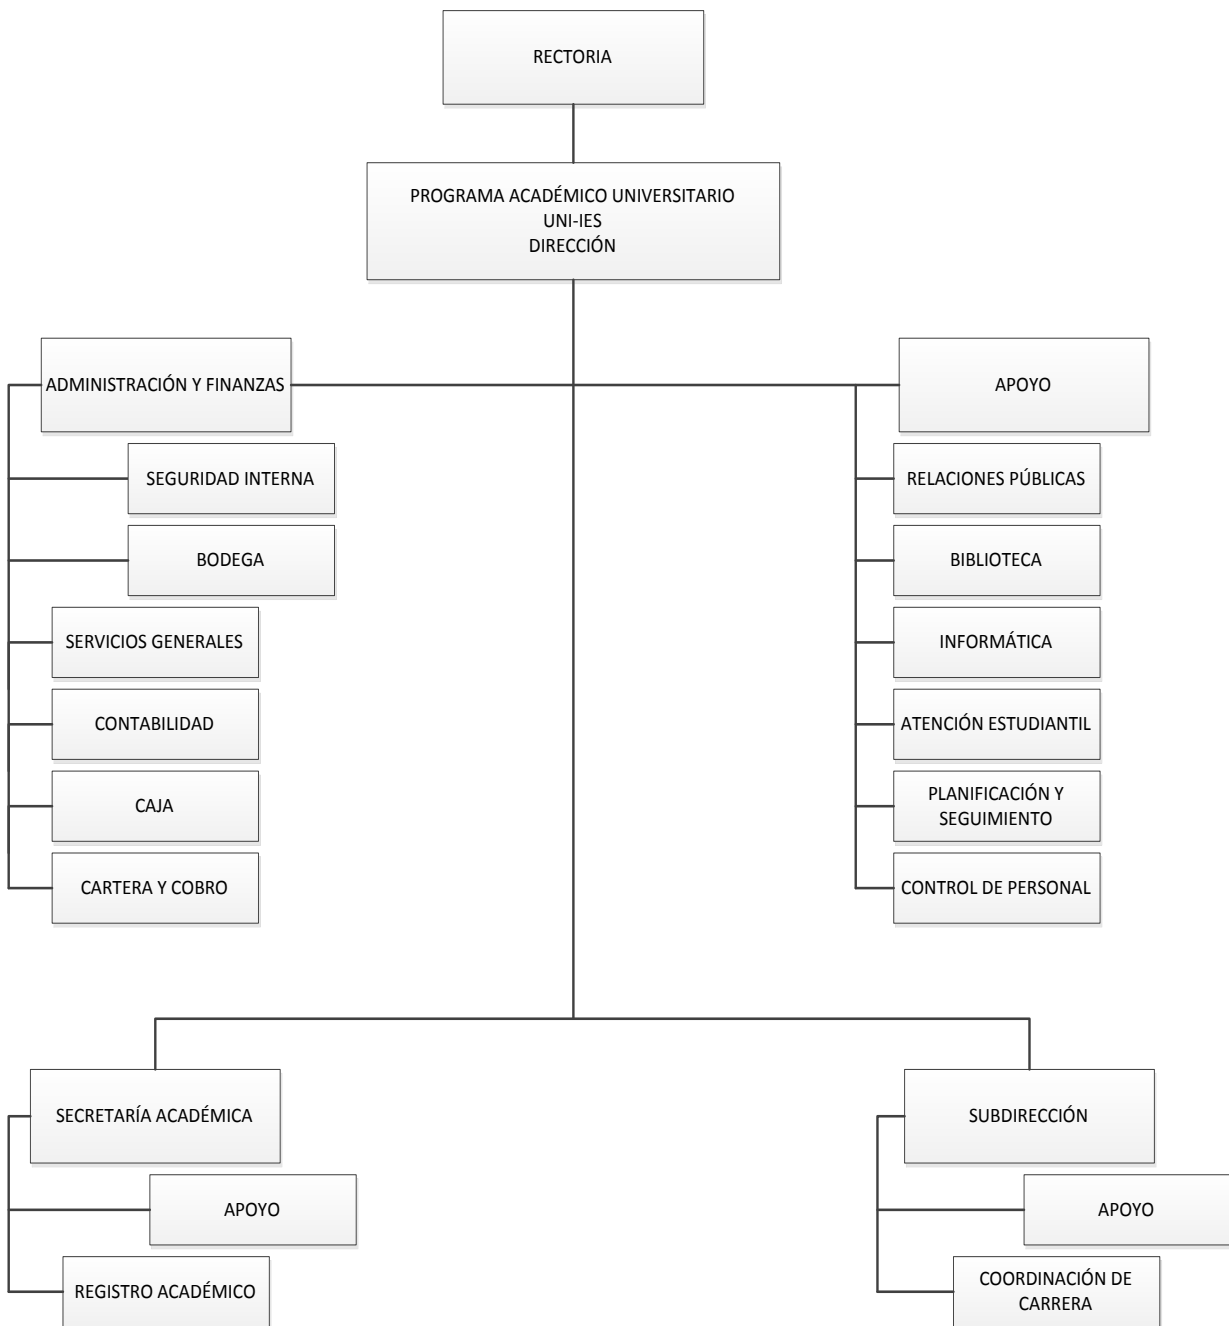 RECTORIA
PROGRAMA ACADÉMICO UNIVERSITARIO
UNI-IES
DIRECCIÓN
ADMINISTRACIÓN Y FINANZAS
SEGURIDAD INTERNA
BODEGA
SERVICIOS GENERALES
CONTABILIDAD
CAJA
CARTERA Y COBRO
APOYO
RELACIONES PÚBLICAS
BIBLIOTECA
INFORMÁTICA
ATENCIÓN ESTUDIANTIL
PLANIFICACIÓN Y
SEGUIMIENTO
CONTROL DE PERSONAL
SECRETARÍA ACADÉMICA
APOYO
REGISTRO ACADÉMICO
SUBDIRECCIÓN
APOYO
COORDINACIÓN DE
CARRERA